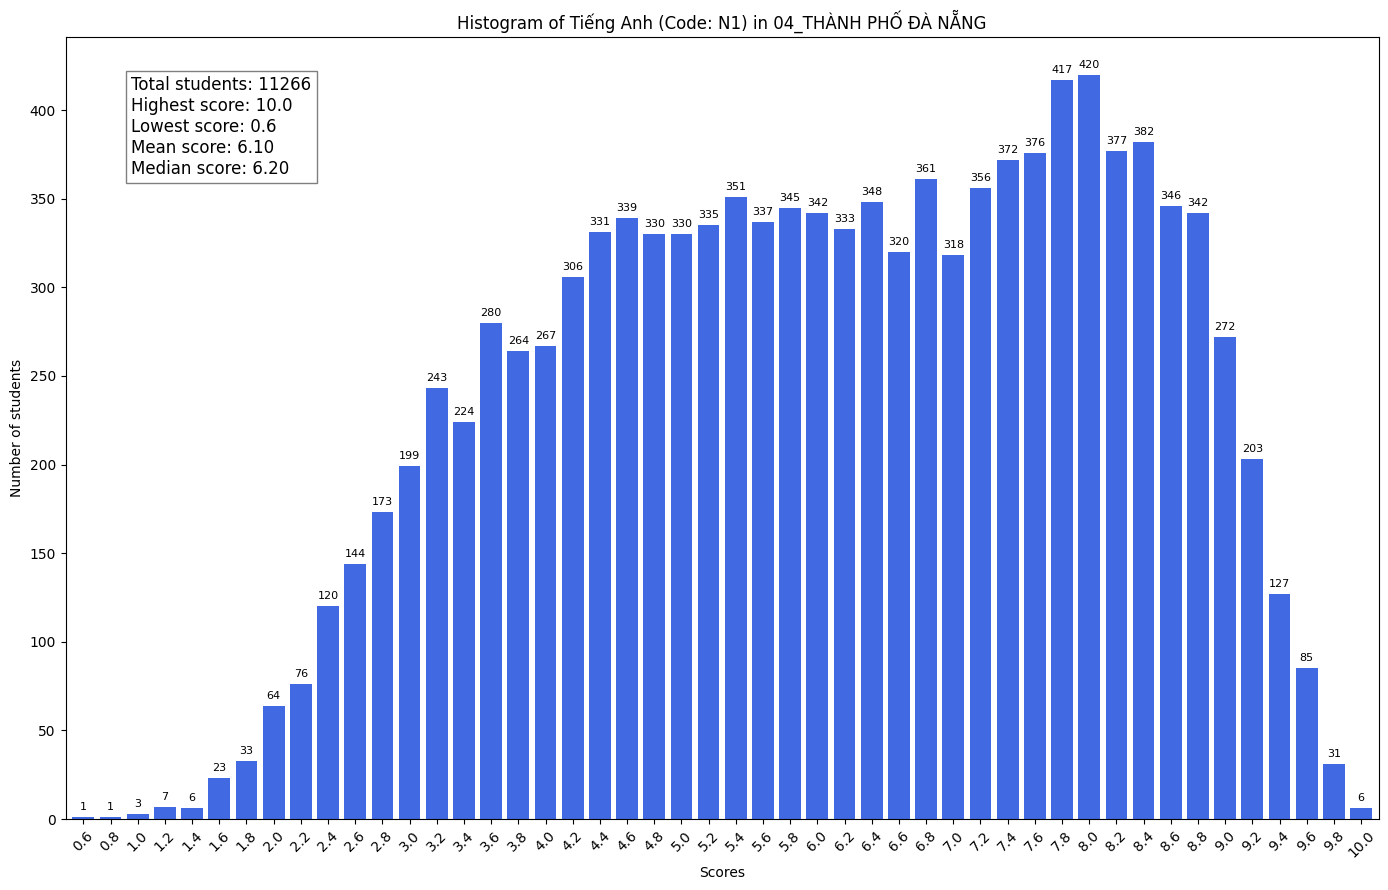 Histogram of Tiếng Anh (Code: N1) in 04_THÀNH PHỐ ĐÀ NẴNG
Total students: 11266
Highest score: 10.0
Lowest score: 0.6
Mean score: 6.10
Median score: 6.20
Number of students
400
350
300
250
200
150
100
50
0
1 1 3 7 6 23 33 64 76 120 144 173 199 243 224 280 264 267 306 331 339 330 330 335 351 337 345 342 333 348 320 361 318 356 372 376 417 420 377 382 346 342 272 203 127 85 31 6
0.6 0.8 1.0 1.2 1.4 1.6 1.8 2.0 2.2 2.4 2.6 2.8 3.0 3.2 3.4 3.6 3.8 4.0 4.2 4.4 4.6 4.8 5.0 5.2 5.4 5.6 5.8 6.0 6.2 6.4 6.6 6.8 7.0 7.2 7.4 7.6 7.8 8.0 8.2 8.4 8.6 8.8 9.0 9.2 9.4 9.6 9.8 10.0
Scores